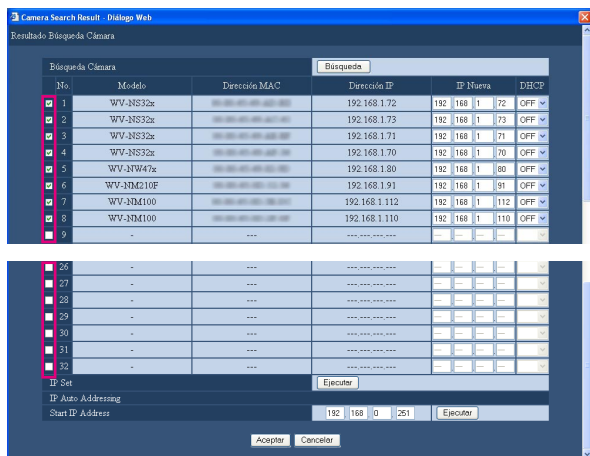 Camera Search Result - Diálogo Web
Resultado Búsqueda Cámara
Búsqueda Cámara Búsqueda
No. Modelo Dirección MAC Dirección IP IP Nueva DHCP
1 WV-NS32x 192.168.1.72 192 168 1 72 OFF
2 WV-NS32x 192.168.1.73 192 168 1 73 OFF
3 WV-NS32x 192.168.1.71 192 168 1 71 OFF
4 WV-NS32x 192.168.1.70 192 168 1 70 OFF
5 WV-NW47x 192.168.1.80 192 168 1 80 OFF
6 WV-NM210F 192.168.1.91 192 168 1 91 OFF
7 WV-NM100 192.168.1.112 192 168 1 112 OFF
8 WV-NM100 192.168.1.110 192 168 1 110 OFF
9 - --- ---.---.---.--- --- --- --- ---
26 - --- ---.---.---.--- --- --- --- ---
27 - --- ---.---.---.--- --- --- --- ---
28 - --- ---.---.---.--- --- --- --- ---
29 - --- ---.---.---.--- --- --- --- ---
30 - --- ---.---.---.--- --- --- --- ---
31 - --- ---.---.---.--- --- --- --- ---
32 - --- ---.---.---.--- --- --- --- ---
IP Set Ejecutar
IP Auto Addressing
Start IP Address 192 . 168 . 0 . 251 Ejecutar
Aceptar Cancelar